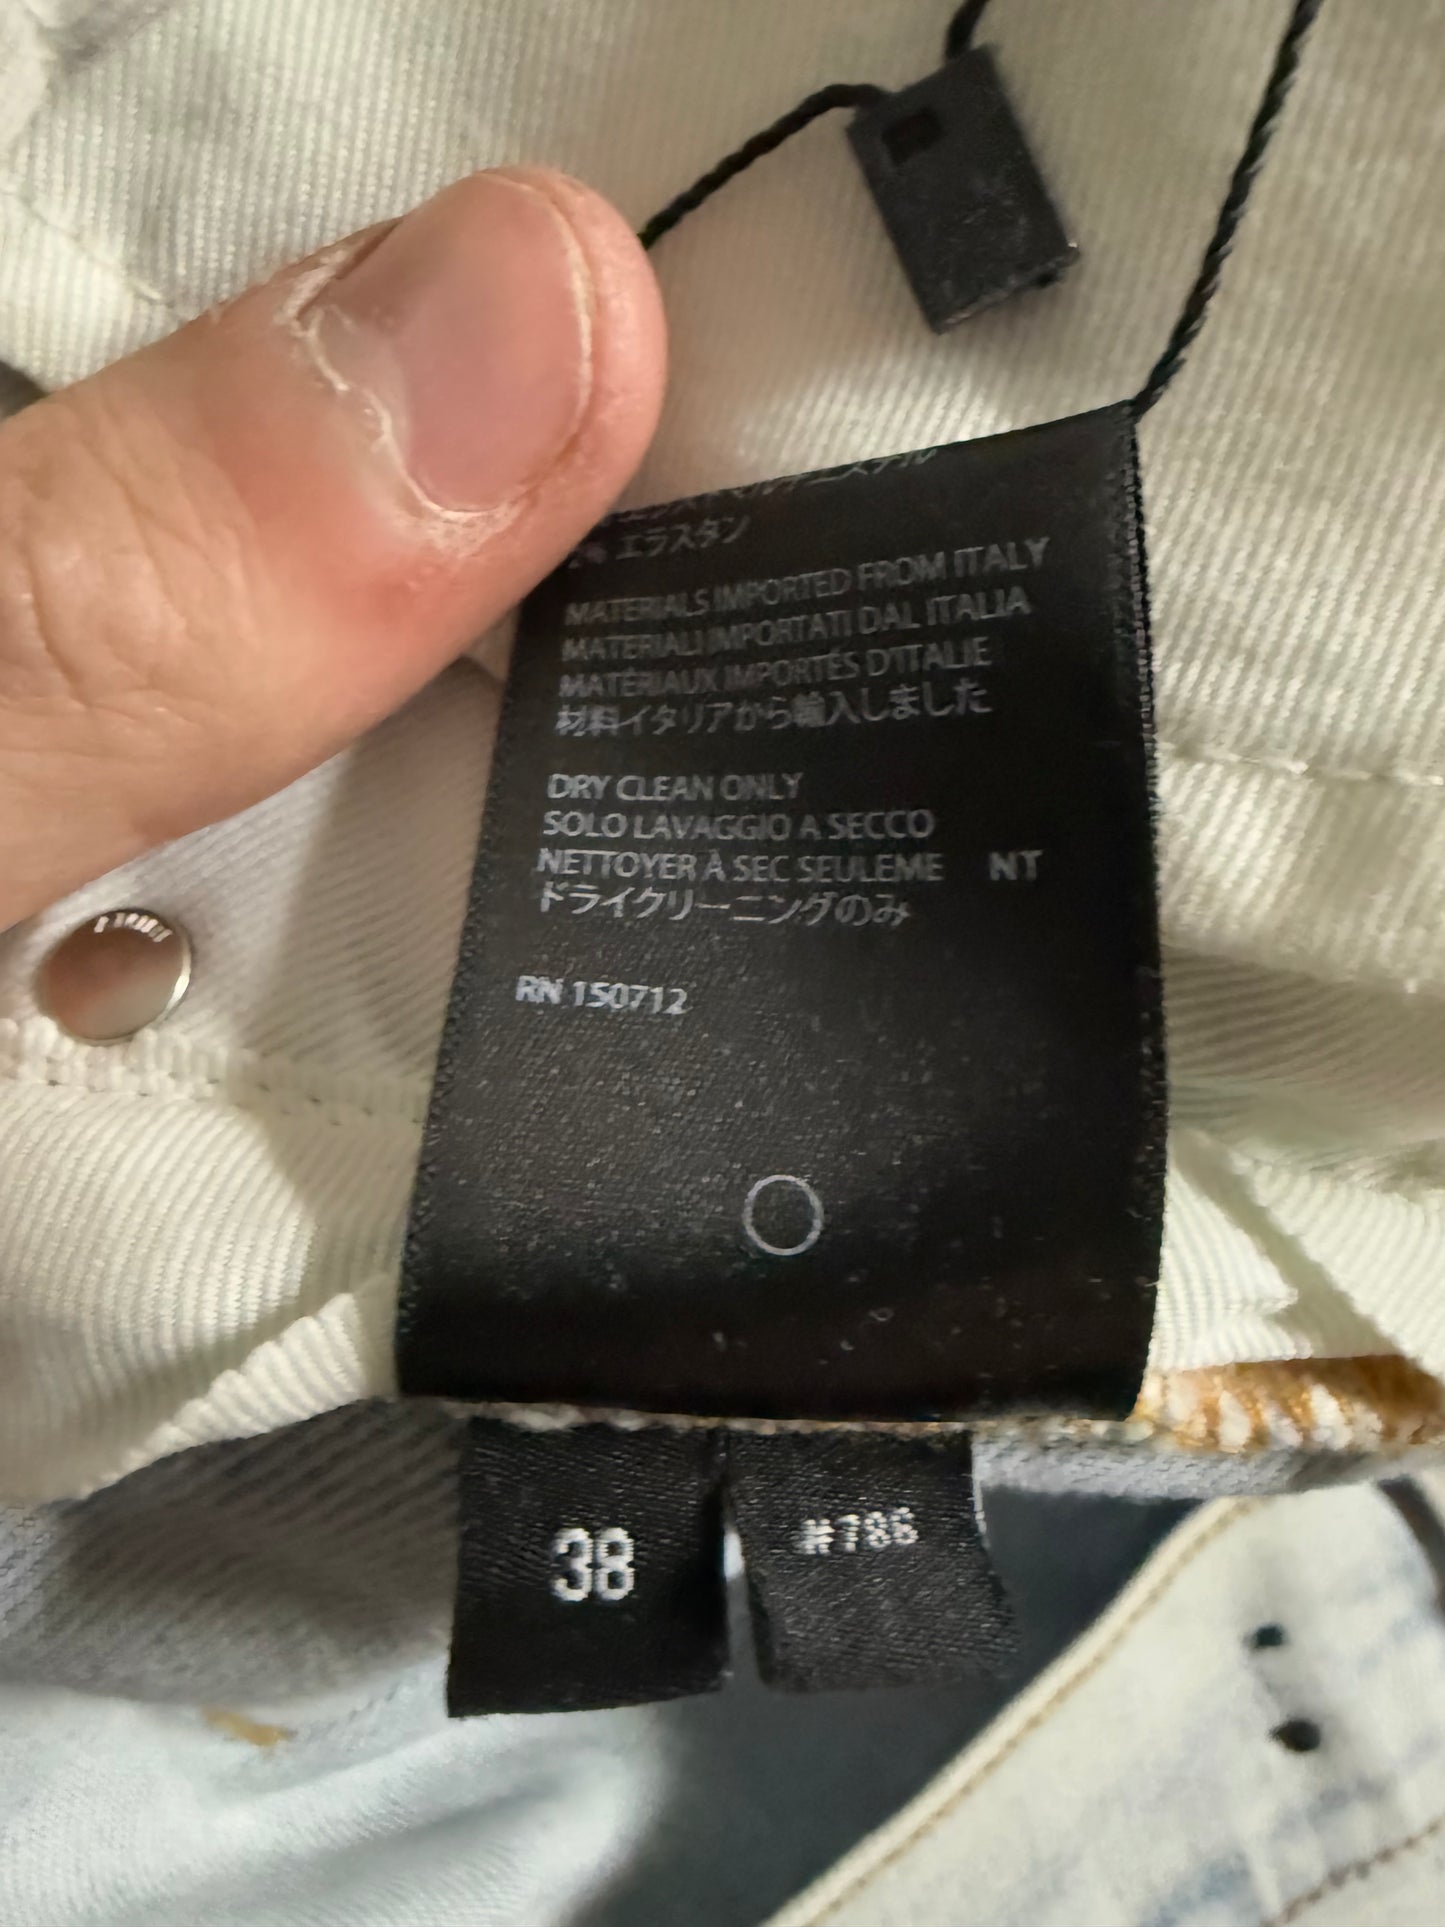 エラスタン
MATERIALS IMPORTED FROM ITALY
MATERIALI IMPORTATI DAL ITALIA
MATERIAUX IMPORTÉS D'ITALIE
材料イタリアから輸入しました
DRY CLEAN ONLY
SOLO LAVAGGIO A SECCO
NETTOYER À SEC SEULEME NT
ドライクリーニングのみ
RN 150712
38
#786